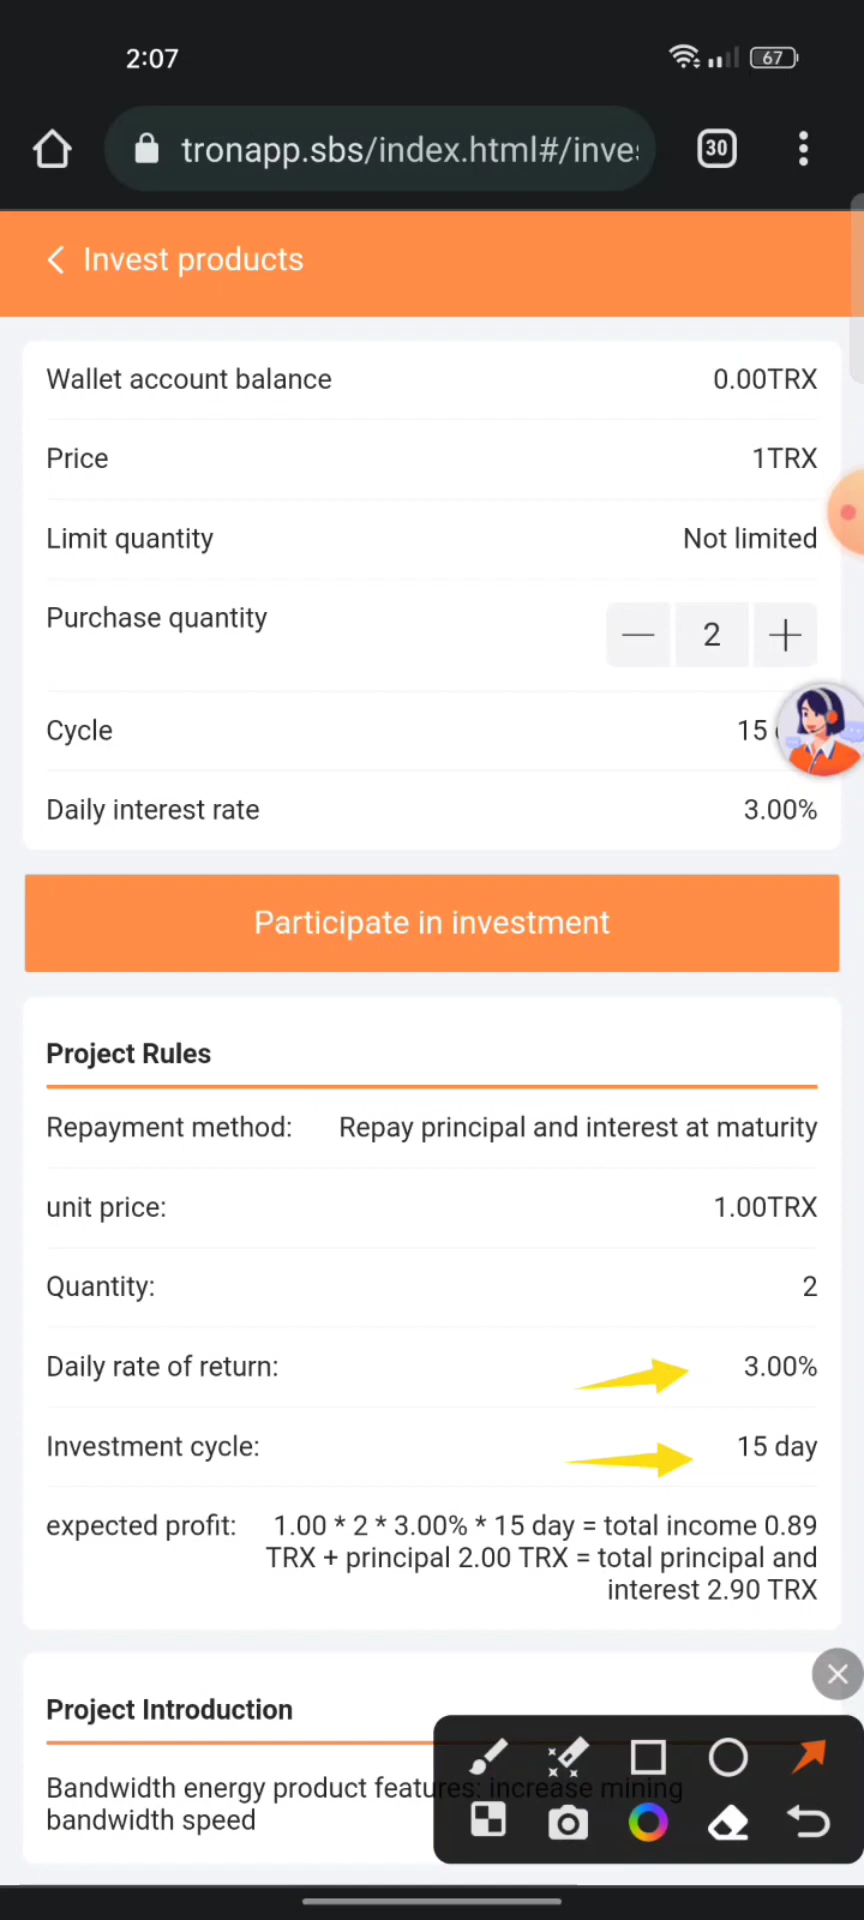 2:07
67
tronapp.sbs/index.html#/inve
30
Invest products
Wallet account balance 0.00TRX
Price 1TRX
Limit quantity Not limited
Purchase quantity — 2 +
Cycle 15
Daily interest rate 3.00%
Participate in investment
Project Rules
Repayment method: Repay principal and interest at maturity
unit price: 1.00TRX
Quantity: 2
Daily rate of return: 3.00%
Investment cycle: 15 day
expected profit: 1.00 * 2 * 3.00% * 15 day = total income 0.89
TRX + principal 2.00 TRX = total principal and
interest 2.90 TRX
Project Introduction
Bandwidth energy product features: increase mining
bandwidth speed